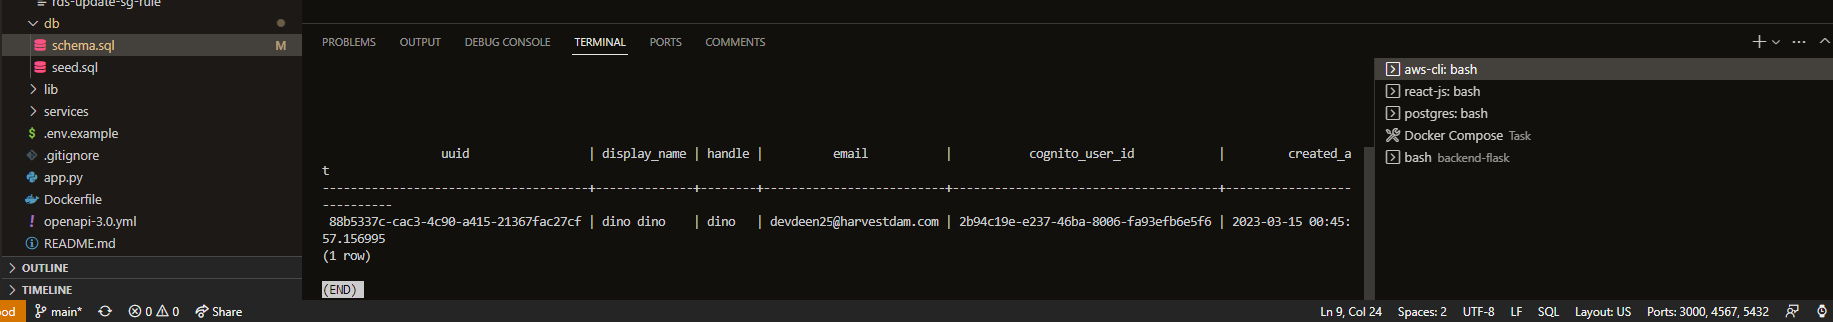 rds-update-sg-rule
db
schema.sql M
seed.sql
lib
services
.env.example
.gitignore
app.py
Dockerfile
openapi-3.0.yml
README.md
OUTLINE
TIMELINE
PROBLEMS OUTPUT DEBUG CONSOLE TERMINAL PORTS COMMENTS
uuid | display_name | handle | email | cognito_user_id | created_a
t
--------------------------------------+--------------+--------+--------------------------+--------------------------------------+------------------
----------
88b5337c-cac3-4c90-a415-21367fac27cf | dino dino | dino | devdeen25@harvestdam.com | 2b94c19e-e237-46ba-8006-fa93efb6e5f6 | 2023-03-15 00:45:
57.156995
(1 row)
(END)
aws-cli: bash
react-js: bash
postgres: bash
Docker Compose Task
bash backend-flask
main* 0 0 Share Ln 9, Col 24 Spaces: 2 UTF-8 LF SQL Layout: US Ports: 3000, 4567, 5432